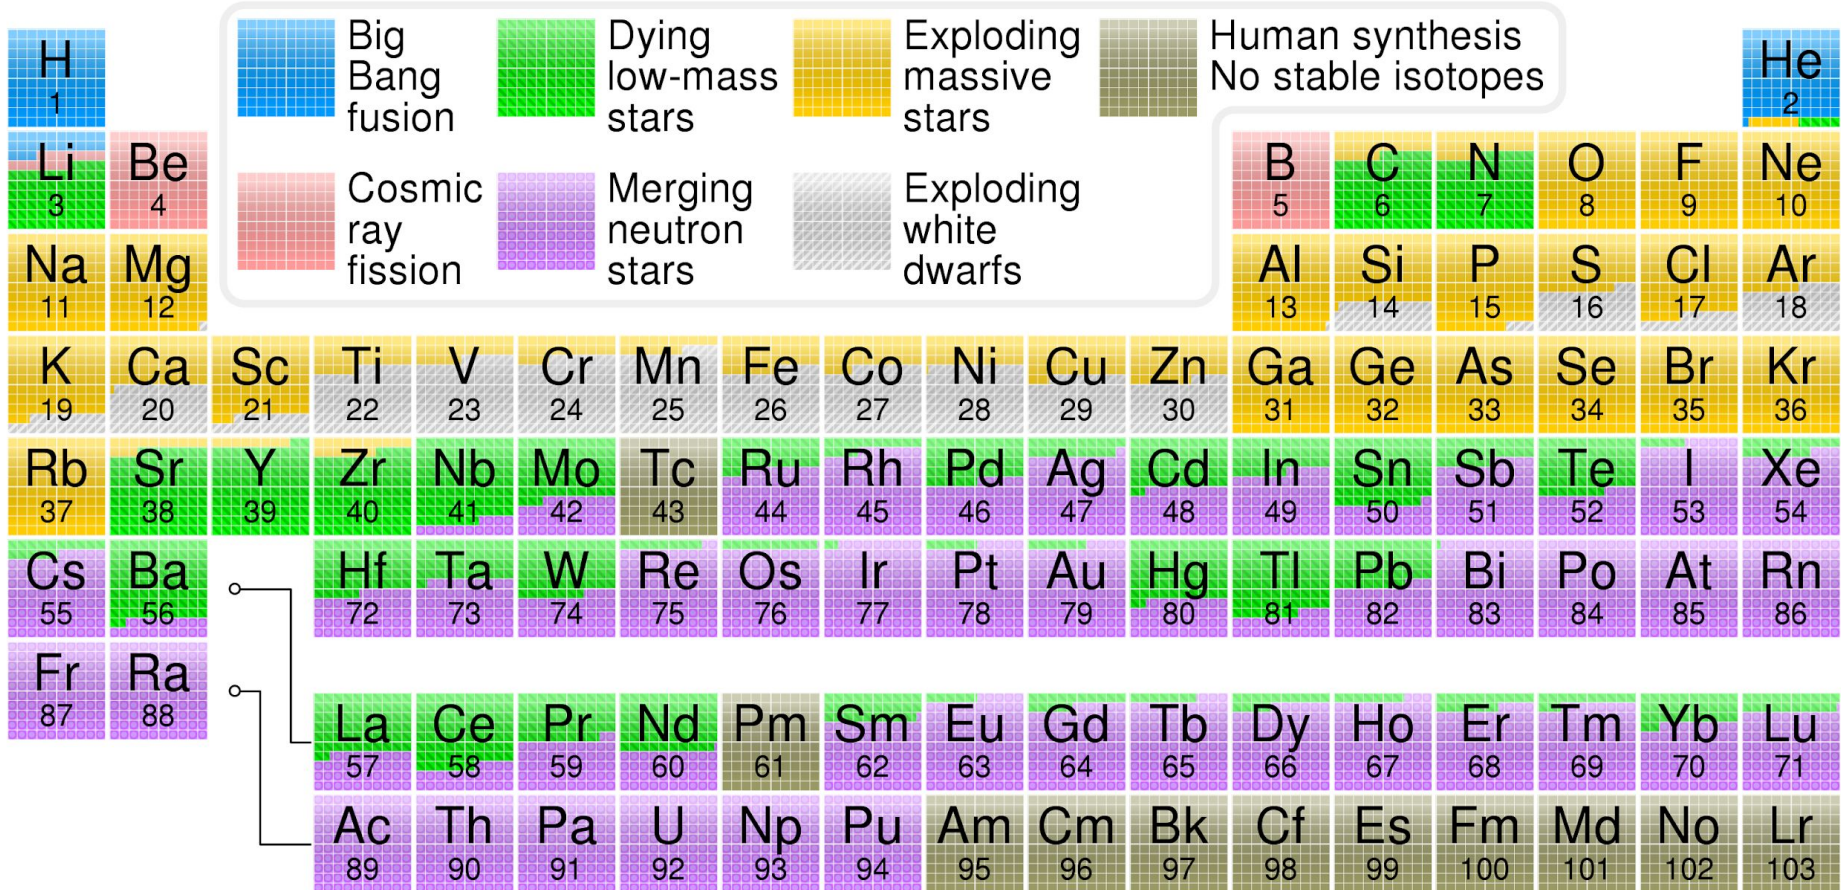 Big
Bang
fusion
Dying
low-mass
stars
Exploding
massive
stars
Human synthesis
No stable isotopes
Cosmic
ray
fission
Merging
neutron
stars
Exploding
white
dwarfs
H He
1 2
Li Be B C N O F Ne
3 4 5 6 7 8 9 10
Na Mg Al Si P S Cl Ar
11 12 13 14 15 16 17 18
K Ca Sc Ti V Cr Mn Fe Co Ni Cu Zn Ga Ge As Se Br Kr
19 20 21 22 23 24 25 26 27 28 29 30 31 32 33 34 35 36
Rb Sr Y Zr Nb Mo Tc Ru Rh Pd Ag Cd In Sn Sb Te I Xe
37 38 39 40 41 42 43 44 45 46 47 48 49 50 51 52 53 54
Cs Ba Hf Ta W Re Os Ir Pt Au Hg Tl Pb Bi Po At Rn
55 56 72 73 74 75 76 77 78 79 80 81 82 83 84 85 86
Fr Ra
87 88
La Ce Pr Nd Pm Sm Eu Gd Tb Dy Ho Er Tm Yb Lu
57 58 59 60 61 62 63 64 65 66 67 68 69 70 71
Ac Th Pa U Np Pu Am Cm Bk Cf Es Fm Md No Lr
89 90 91 92 93 94 95 96 97 98 99 100 101 102 103